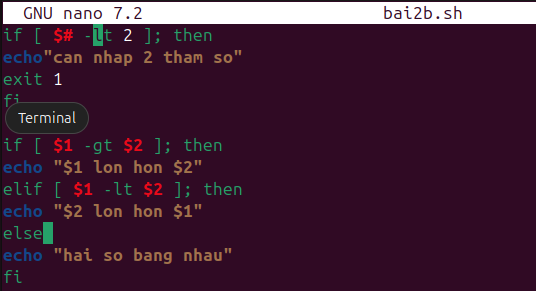 GNU nano 7.2 bai2b.sh
if [ $# -lt 2 ]; then
echo"can nhap 2 tham so"
exit 1
fi
Terminal
if [ $1 -gt $2 ]; then
echo "$1 lon hon $2"
elif [ $1 -lt $2 ]; then
echo "$2 lon hon $1"
else
echo "hai so bang nhau"
fi